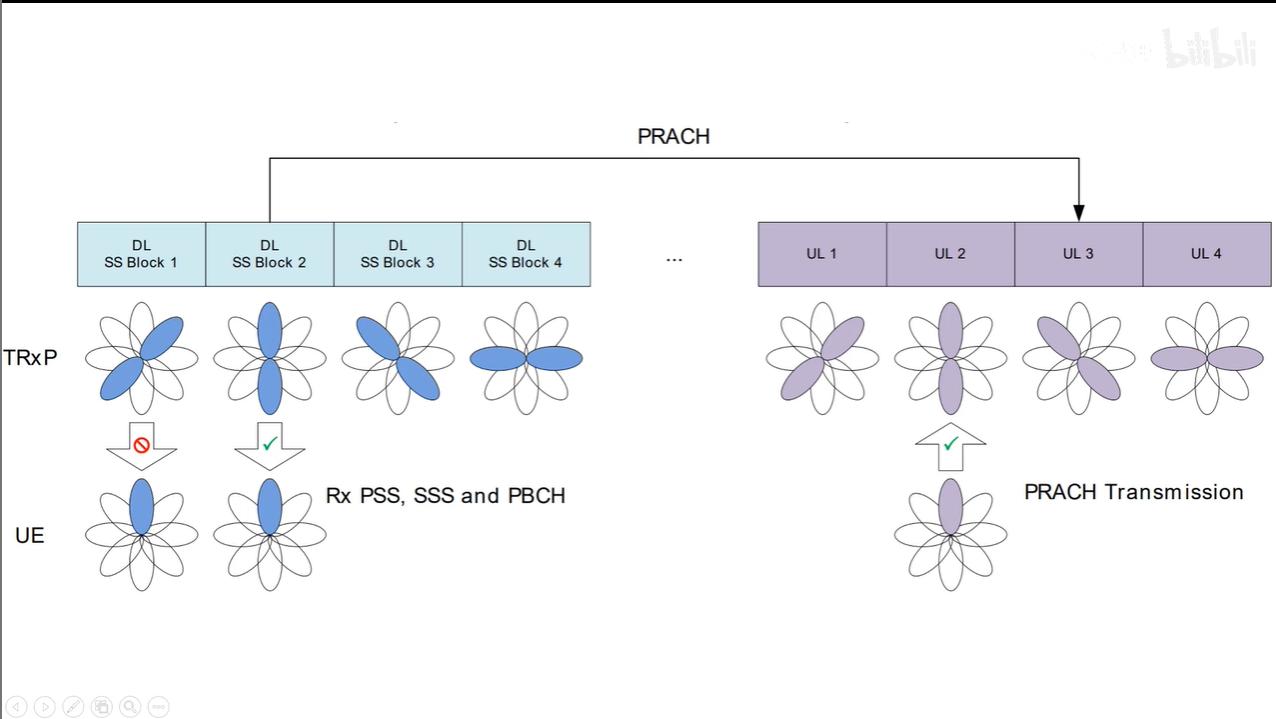 bilibili
PRACH
DL
SS Block 1
DL
SS Block 2
DL
SS Block 3
DL
SS Block 4
...
UL 1
UL 2
UL 3
UL 4
TRxP
Rx PSS, SSS and PBCH
PRACH Transmission
UE